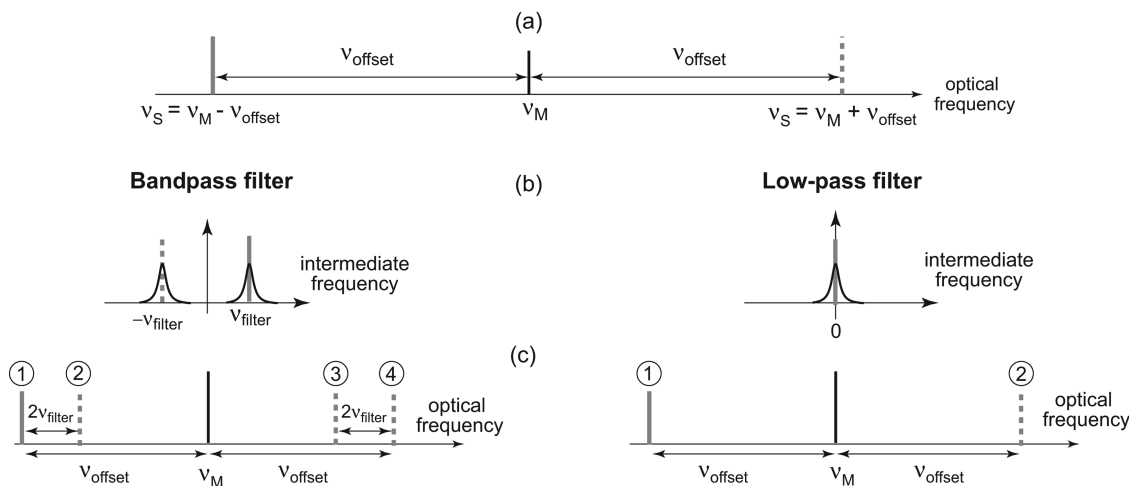 (a)
ν_offset ν_offset
optical frequency
ν_S = ν_M - ν_offset ν_M ν_S = ν_M + ν_offset
Bandpass filter (b) Low-pass filter
intermediate frequency intermediate frequency
−ν_filter ν_filter 0
(c)
① ② ③ ④ ① ②
2ν_filter 2ν_filter optical frequency optical frequency
ν_offset ν_M ν_offset ν_offset ν_M ν_offset